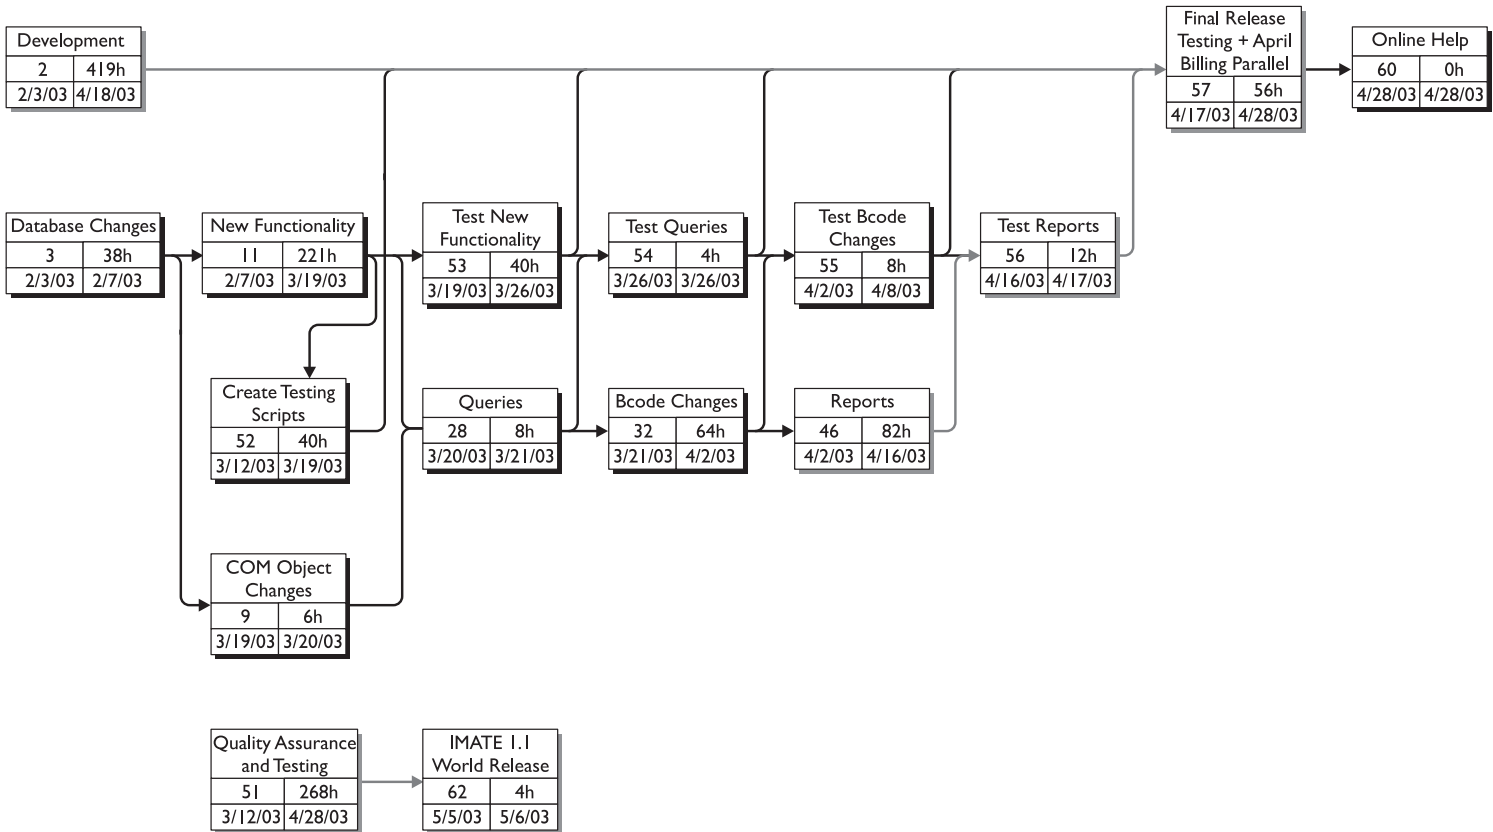 Development
2 419h
2/3/03 4/18/03
Final Release
Testing + April
Billing Parallel
57 56h
4/17/03 4/28/03
Online Help
60 0h
4/28/03 4/28/03
Database Changes
3 38h
2/3/03 2/7/03
New Functionality
11 221h
2/7/03 3/19/03
Test New
Functionality
53 40h
3/19/03 3/26/03
Test Queries
54 4h
3/26/03 3/26/03
Test Bcode
Changes
55 8h
4/2/03 4/8/03
Test Reports
56 12h
4/16/03 4/17/03
Create Testing
Scripts
52 40h
3/12/03 3/19/03
Queries
28 8h
3/20/03 3/21/03
Bcode Changes
32 64h
3/21/03 4/2/03
Reports
46 82h
4/2/03 4/16/03
COM Object
Changes
9 6h
3/19/03 3/20/03
Quality Assurance
and Testing
51 268h
3/12/03 4/28/03
IMATE 1.1
World Release
62 4h
5/5/03 5/6/03